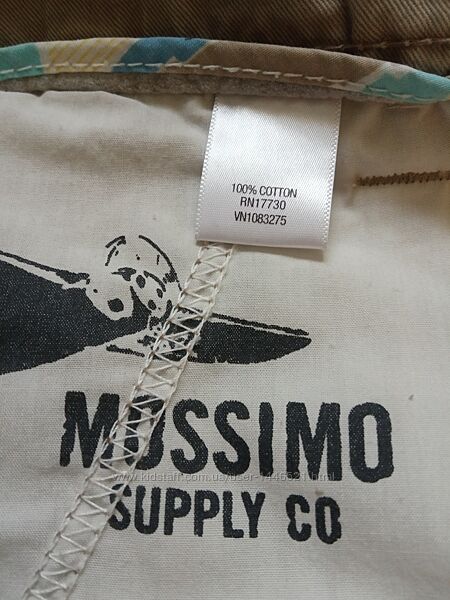 100% COTTON
RN17730
VN1083275
MOSSIMO
SUPPLY CO